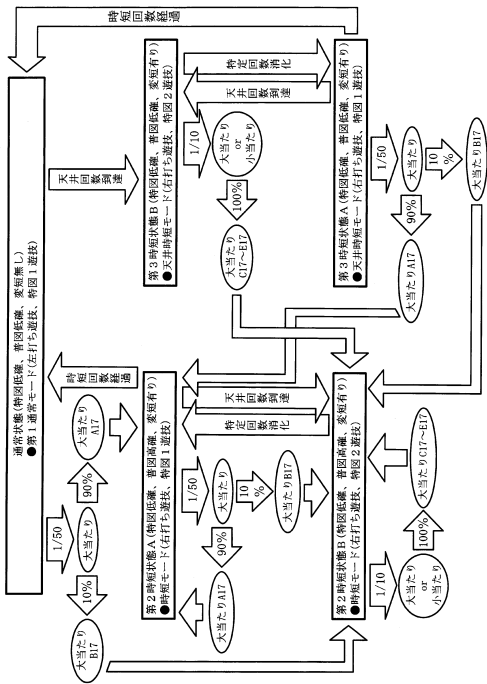 通常状態(特図低確、普図低確、変短無し)
●第1通常モード(左打ち遊技、特図1遊技)
時短回数経過
1/50
大当たり
10%
90%
大当たり
B17
大当たり
A17
時短回数経過
天井回数到達
第2時短状態A(特図低確、普図高確、変短有り)
●時短モード(右打ち遊技、特図1遊技)
1/50
大当たり
90%
大当たりA17
10
%
大当たりB17
特定回数消化
天井回数到達
第2時短状態B(特図低確、普図高確、変短有り)
●時短モード(右打ち遊技、特図2遊技)
1/10
大当たり
or
小当たり
100%
大当たりC17~E17
第3時短状態B(特図低確、普図低確、変短有り)
●天井時短モード(右打ち遊技、特図2遊技)
1/10
大当たり
or
小当たり
100%
大当たり
C17~E17
天井回数到達
特定回数消化
第3時短状態A(特図低確、普図低確、変短有り)
●天井時短モード(右打ち遊技、特図1遊技)
1/50
大当たり
90%
大当たりA17
10
%
大当たりB17